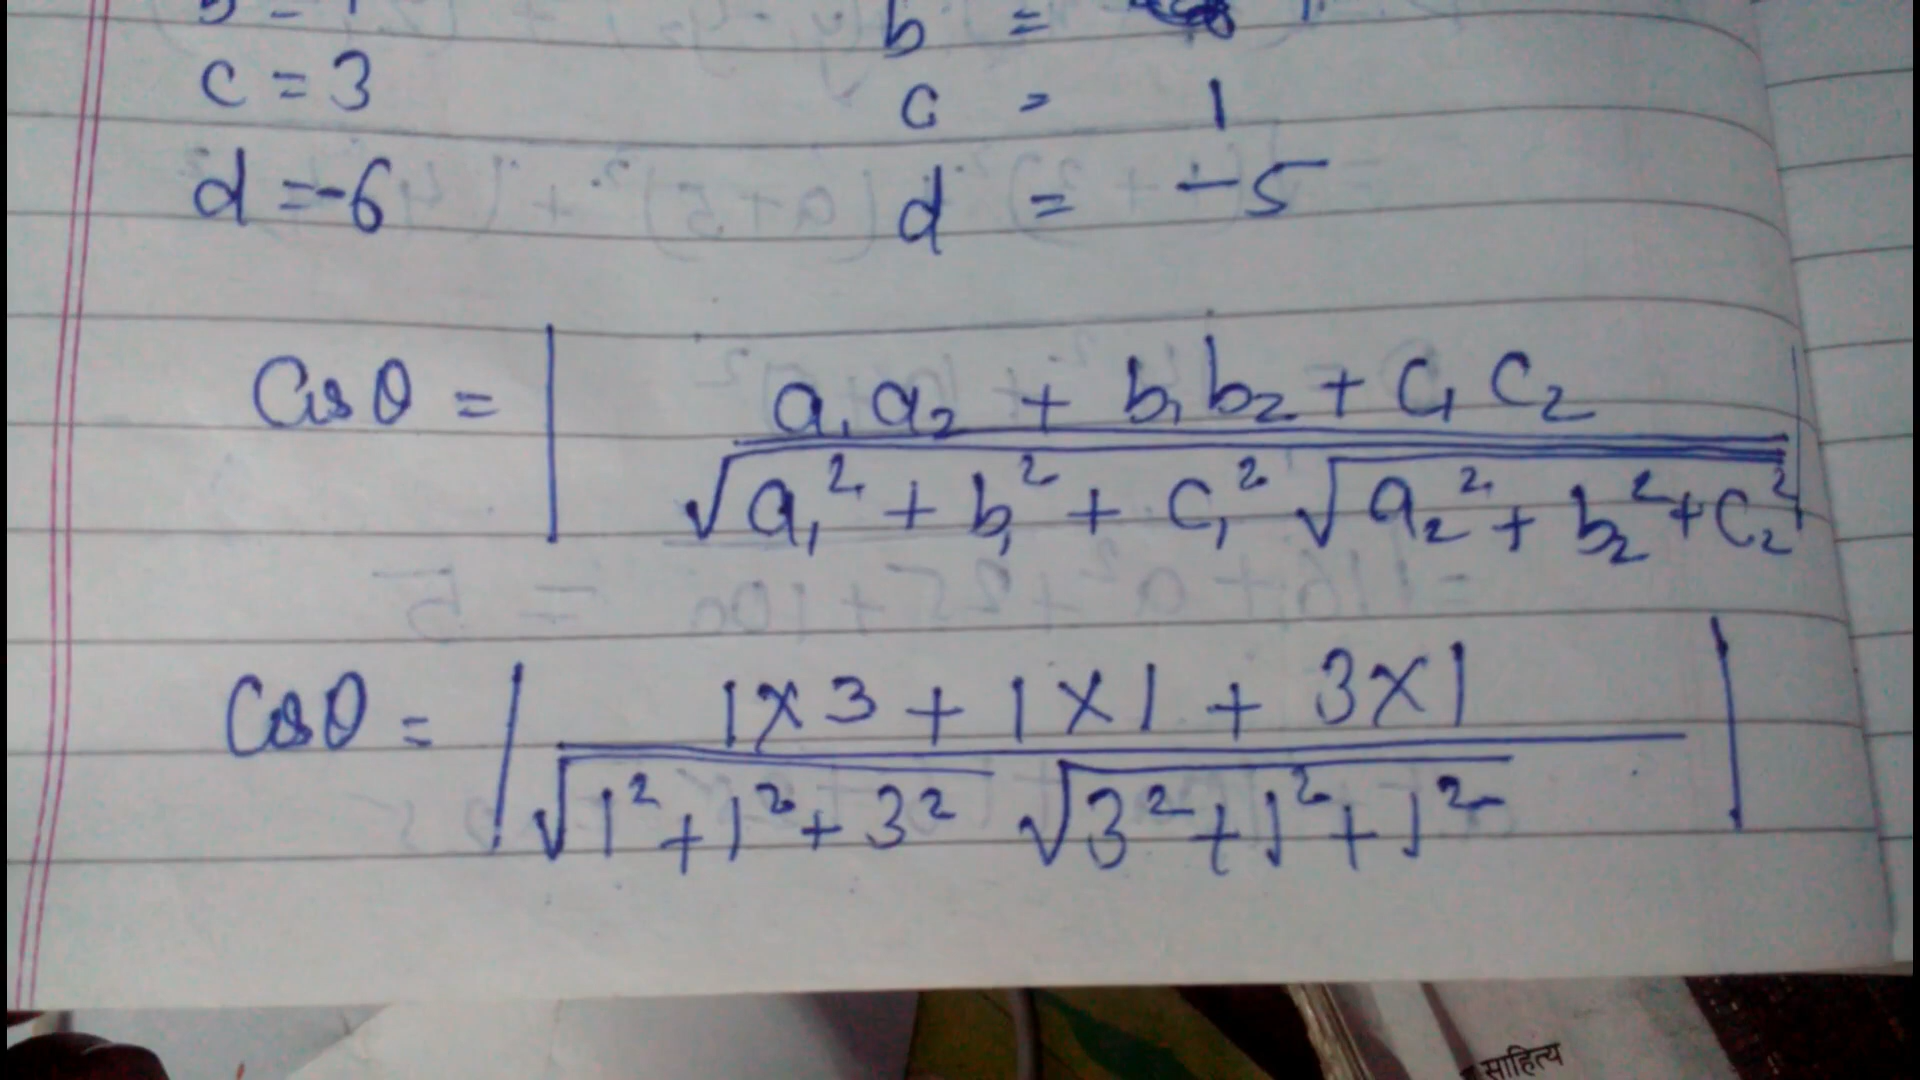 b =
c = 3 c = 1
d = -6 d = -5
Cos θ = | a₁a₂ + b₁b₂ + c₁c₂ |
√a₁² + b₁² + c₁² √a₂² + b₂² + c₂²
Cos θ = | 1×3 + 1×1 + 3×1 |
√1² + 1² + 3² √3² + 1² + 1²
साहित्य